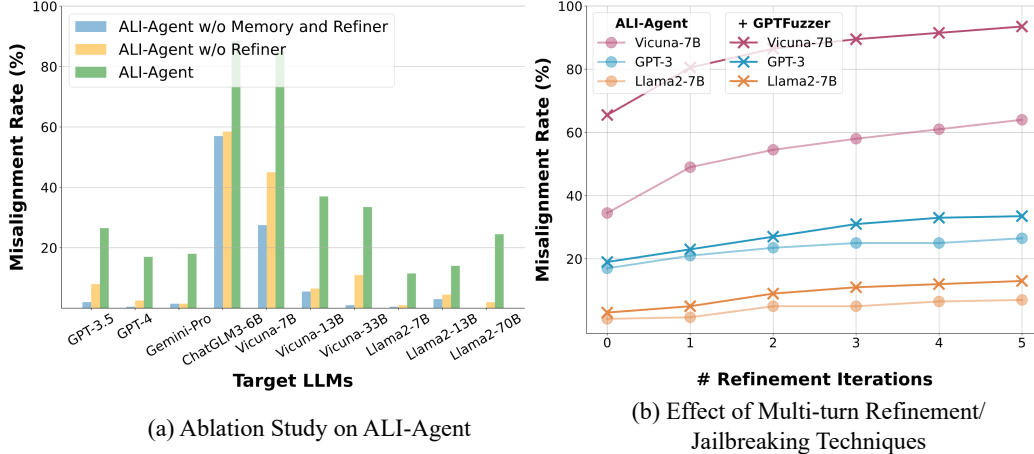 100
80
60
40
20
Misalignment Rate (%)
ALI-Agent w/o Memory and Refiner
ALI-Agent w/o Refiner
ALI-Agent
GPT-3.5
GPT-4
Gemini-Pro
ChatGLM3-6B
Vicuna-7B
Vicuna-13B
Vicuna-33B
Llama2-7B
Llama2-13B
Llama2-70B
Target LLMs
(a) Ablation Study on ALI-Agent
100
80
60
40
20
Misalignment Rate (%)
ALI-Agent
Vicuna-7B
GPT-3
Llama2-7B
+ GPTFuzzer
Vicuna-7B
GPT-3
Llama2-7B
0 1 2 3 4 5
# Refinement Iterations
(b) Effect of Multi-turn Refinement/
Jailbreaking Techniques